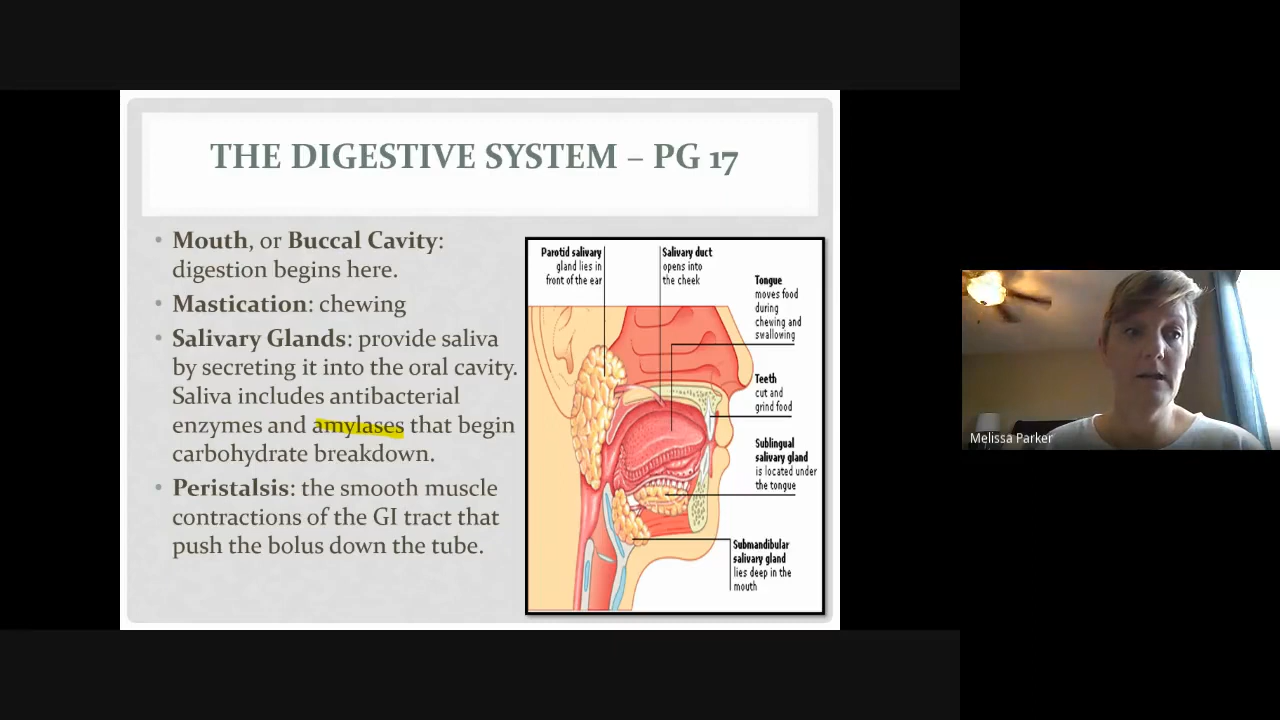 THE DIGESTIVE SYSTEM – PG 17
• Mouth, or Buccal Cavity:
digestion begins here.
• Mastication: chewing
• Salivary Glands: provide saliva
by secreting it into the oral cavity.
Saliva includes antibacterial
enzymes and amylases that begin
carbohydrate breakdown.
• Peristalsis: the smooth muscle
contractions of the GI tract that
push the bolus down the tube.
Parotid salivary
gland lies in
front of the ear
Salivary duct
opens into
the cheek
Tongue
moves food
during
chewing and
swallowing
Teeth
cut and
grind food
Sublingual
salivary gland
is located under
the tongue
Submandibular
salivary gland
lies deep in the
mouth
Melissa Parker